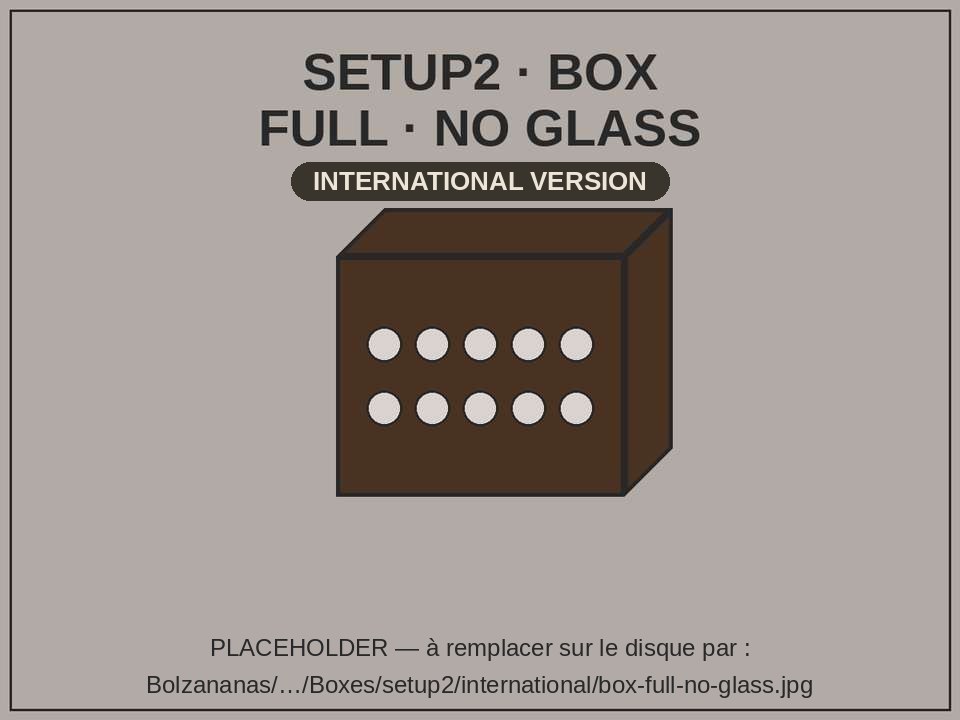 SETUP2 · BOX
FULL · NO GLASS
INTERNATIONAL VERSION
PLACEHOLDER — à remplacer sur le disque par :
Bolzananas/…/Boxes/setup2/international/box-full-no-glass.jpg